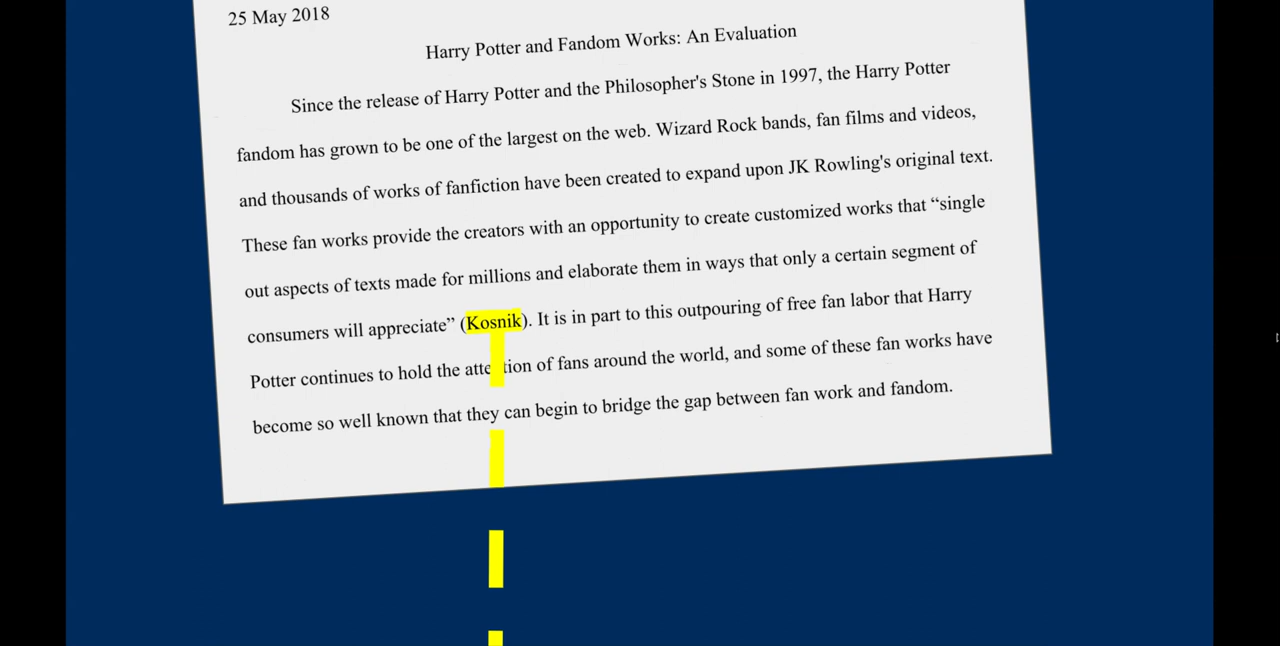 25 May 2018
Harry Potter and Fandom Works: An Evaluation
Since the release of Harry Potter and the Philosopher's Stone in 1997, the Harry Potter
fandom has grown to be one of the largest on the web. Wizard Rock bands, fan films and videos,
and thousands of works of fanfiction have been created to expand upon JK Rowling's original text.
These fan works provide the creators with an opportunity to create customized works that “single
out aspects of texts made for millions and elaborate them in ways that only a certain segment of
consumers will appreciate” (Kosnik). It is in part to this outpouring of free fan labor that Harry
Potter continues to hold the attention of fans around the world, and some of these fan works have
become so well known that they can begin to bridge the gap between fan work and fandom.